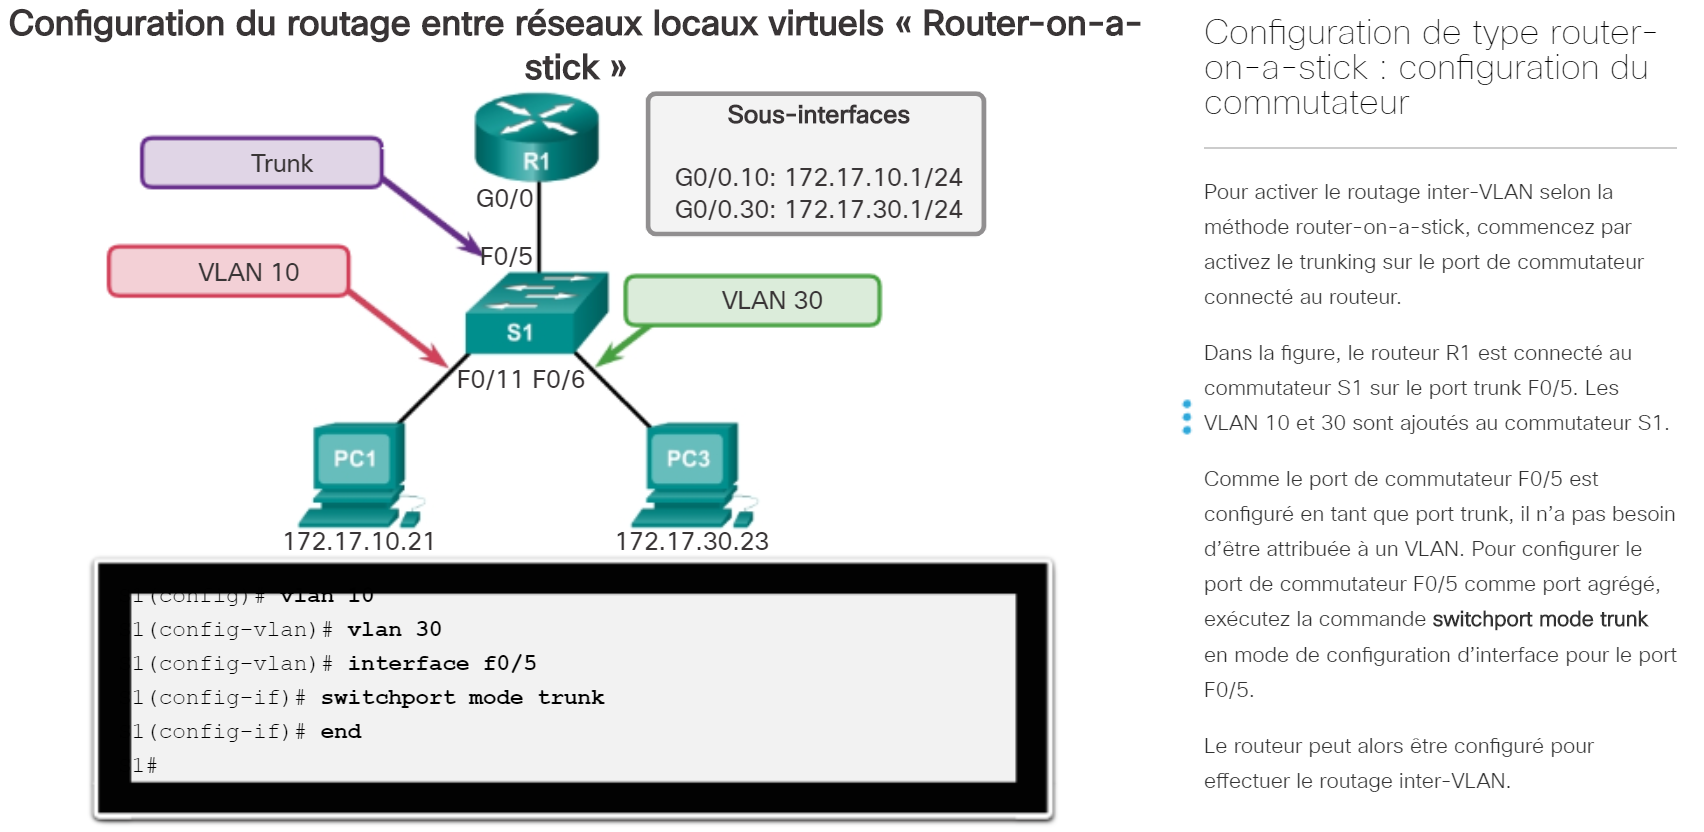 Configuration du routage entre réseaux locaux virtuels « Router-on-a-
stick »
Sous-interfaces
G0/0.10: 172.17.10.1/24
G0/0.30: 172.17.30.1/24
R1
Trunk
G0/0
F0/5
VLAN 10
VLAN 30
S1
F0/11 F0/6
PC1
PC3
172.17.10.21
172.17.30.23
1(config)# vlan 10
1(config-vlan)# vlan 30
1(config-vlan)# interface f0/5
1(config-if)# switchport mode trunk
1(config-if)# end
1#
Configuration de type router-
on-a-stick : configuration du
commutateur
Pour activer le routage inter-VLAN selon la
méthode router-on-a-stick, commencez par
activez le trunking sur le port de commutateur
connecté au routeur.
Dans la figure, le routeur R1 est connecté au
commutateur S1 sur le port trunk F0/5. Les
VLAN 10 et 30 sont ajoutés au commutateur S1.
Comme le port de commutateur F0/5 est
configuré en tant que port trunk, il n’a pas besoin
d’être attribuée à un VLAN. Pour configurer le
port de commutateur F0/5 comme port agrégé,
exécutez la commande switchport mode trunk
en mode de configuration d’interface pour le port
F0/5.
Le routeur peut alors être configuré pour
effectuer le routage inter-VLAN.